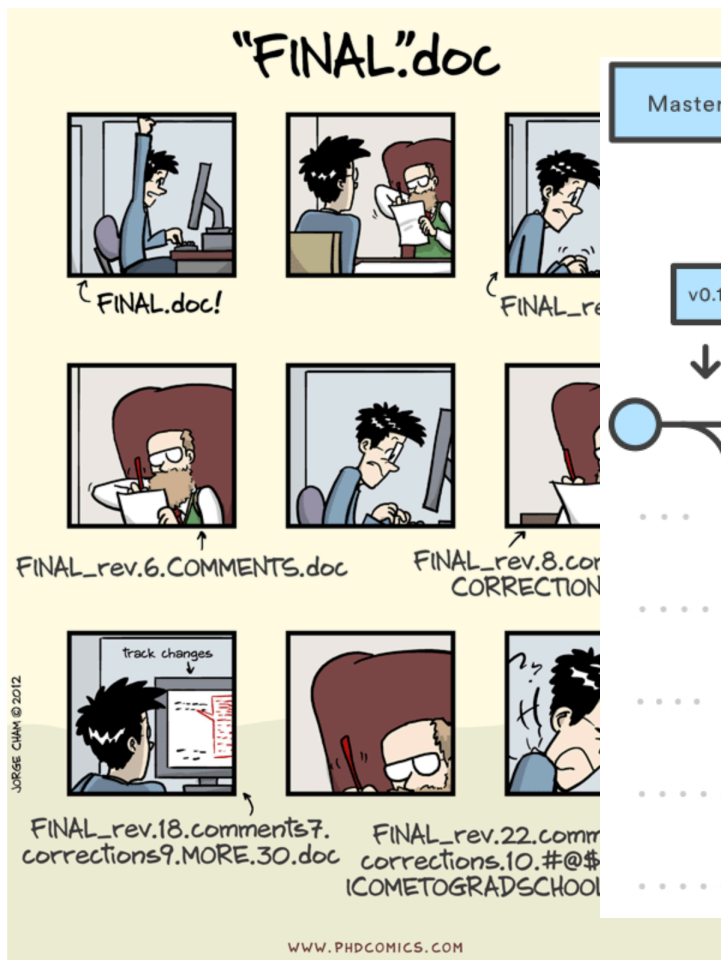 "FINAL".doc
Master
FINAL.doc!
FINAL_re
v0.1
FINAL_rev.6.COMMENTS.doc
FINAL_rev.8.cor
CORRECTION
track changes
JORGE CHAM © 2012
FINAL_rev.18.comments7.
corrections9.MORE.30.doc
FINAL_rev.22.comm
corrections.10.#@$
ICOMETOGRADSCHOOL
WWW.PHDCOMICS.COM